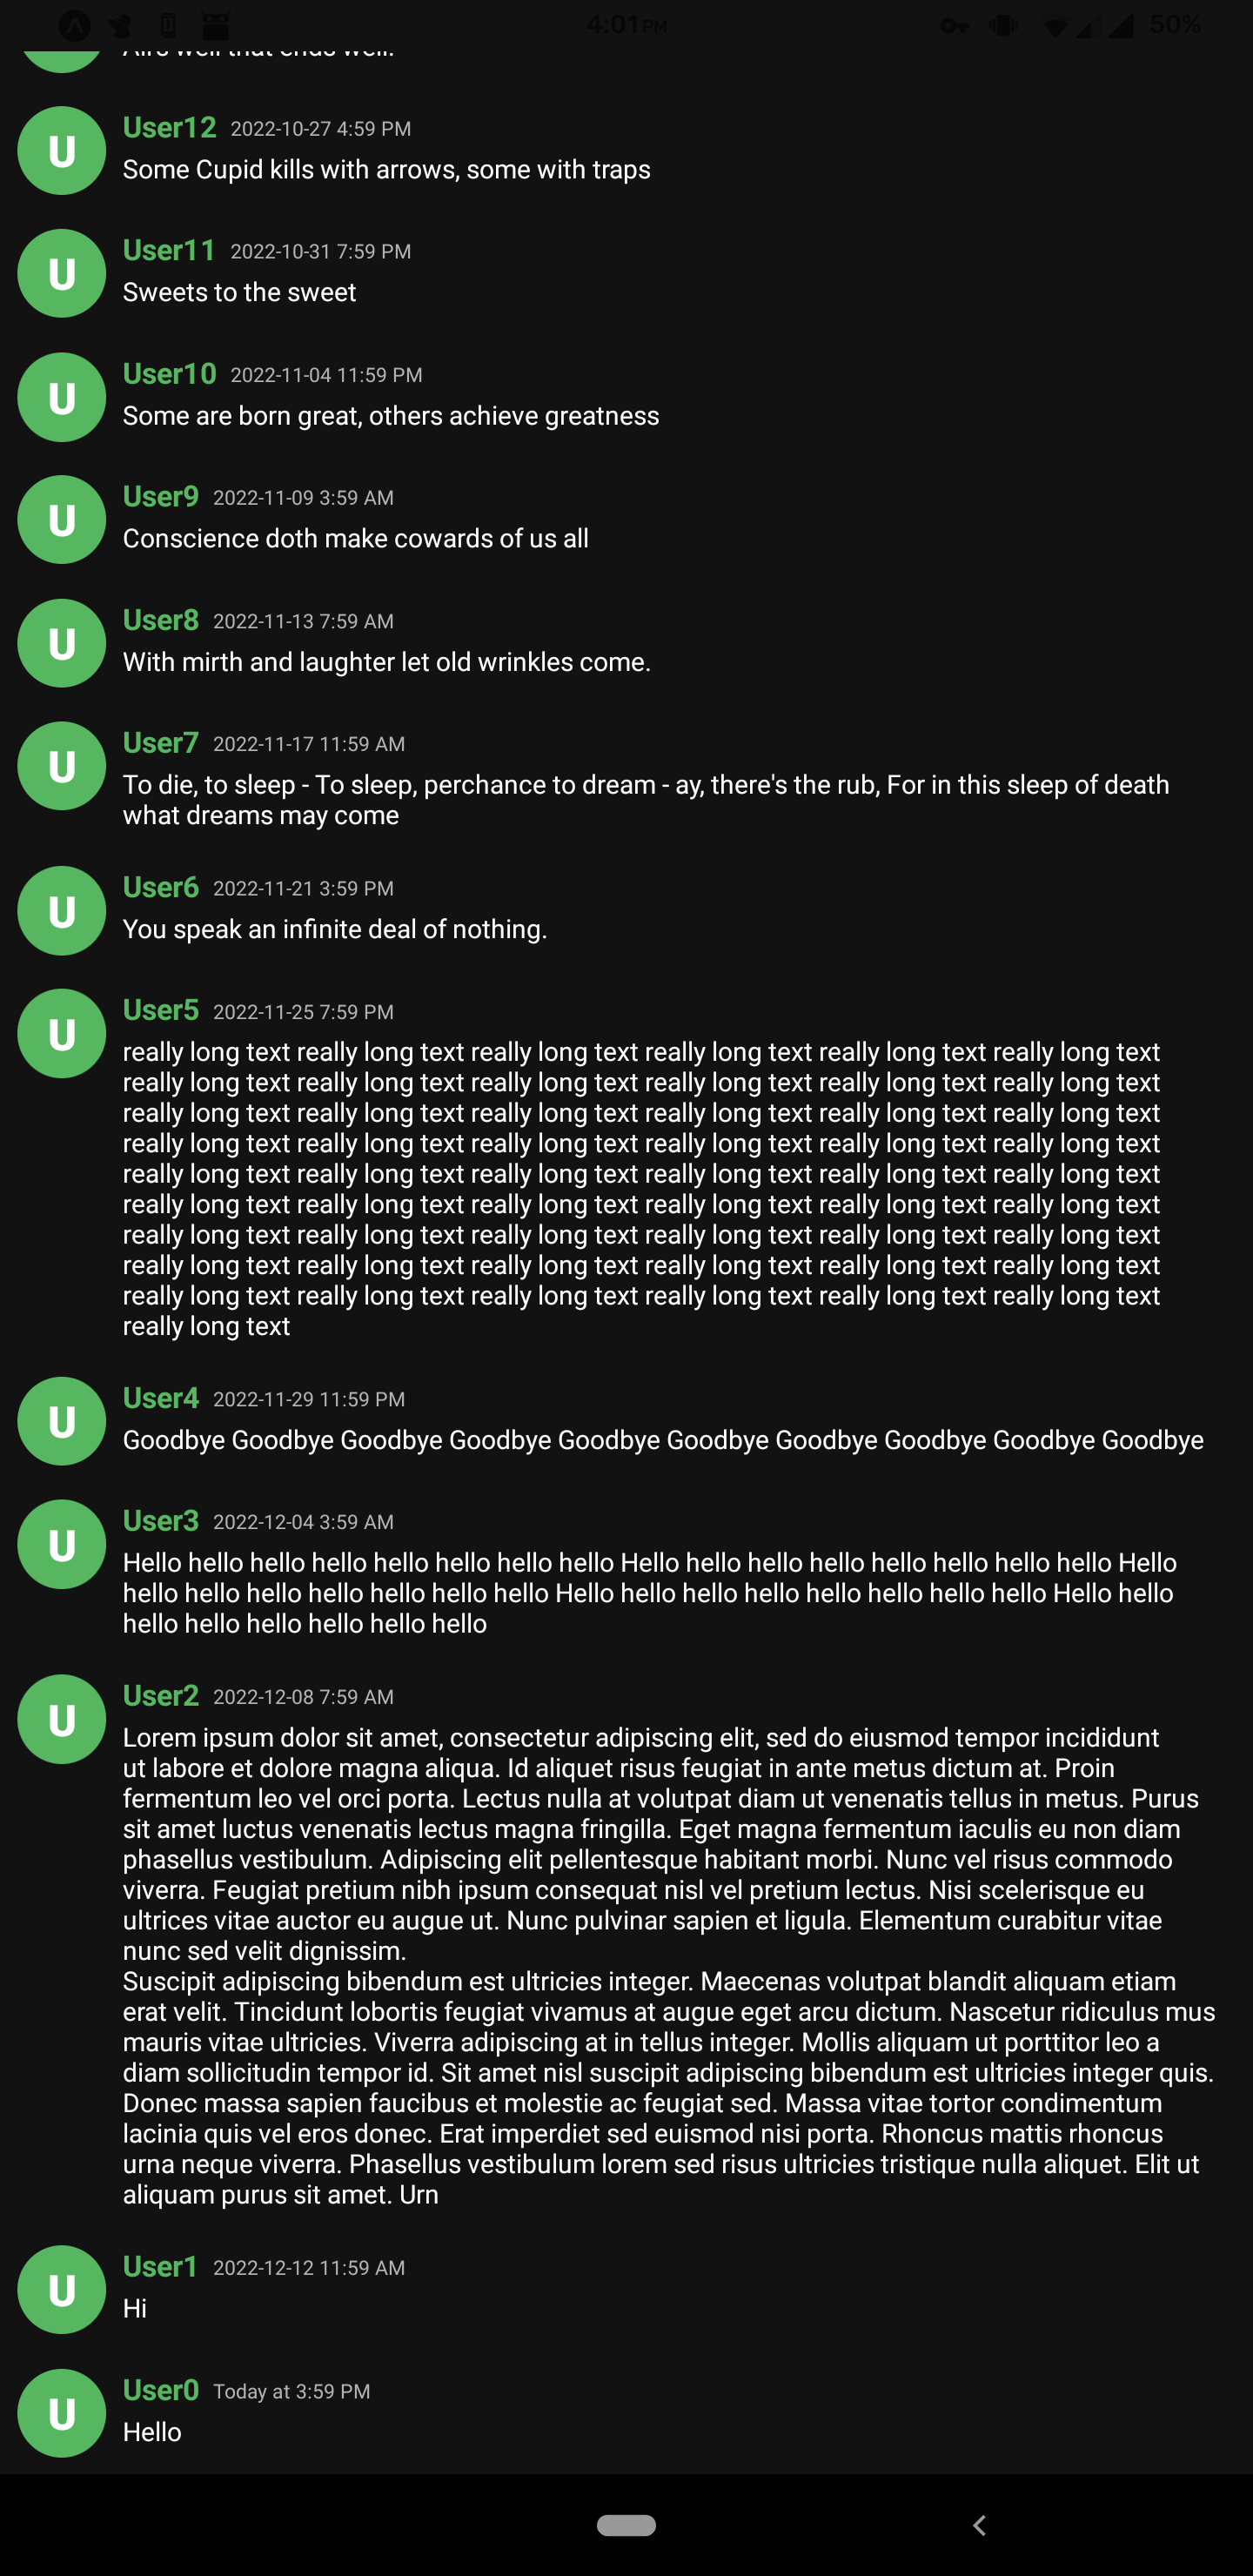 4:01 PM
50%
All's well that ends well.
U
User12 2022-10-27 4:59 PM
Some Cupid kills with arrows, some with traps
U
User11 2022-10-31 7:59 PM
Sweets to the sweet
U
User10 2022-11-04 11:59 PM
Some are born great, others achieve greatness
U
User9 2022-11-09 3:59 AM
Conscience doth make cowards of us all
U
User8 2022-11-13 7:59 AM
With mirth and laughter let old wrinkles come.
U
User7 2022-11-17 11:59 AM
To die, to sleep - To sleep, perchance to dream - ay, there's the rub, For in this sleep of death
what dreams may come
U
User6 2022-11-21 3:59 PM
You speak an infinite deal of nothing.
U
User5 2022-11-25 7:59 PM
really long text really long text really long text really long text really long text really long text
really long text really long text really long text really long text really long text really long text
really long text really long text really long text really long text really long text really long text
really long text really long text really long text really long text really long text really long text
really long text really long text really long text really long text really long text really long text
really long text really long text really long text really long text really long text really long text
really long text really long text really long text really long text really long text really long text
really long text really long text really long text really long text really long text really long text
really long text really long text really long text really long text really long text really long text
really long text
U
User4 2022-11-29 11:59 PM
Goodbye Goodbye Goodbye Goodbye Goodbye Goodbye Goodbye Goodbye Goodbye Goodbye
U
User3 2022-12-04 3:59 AM
Hello hello hello hello hello hello hello hello Hello hello hello hello hello hello hello hello Hello
hello hello hello hello hello hello hello Hello hello hello hello hello hello hello hello Hello hello
hello hello hello hello hello hello
U
User2 2022-12-08 7:59 AM
Lorem ipsum dolor sit amet, consectetur adipiscing elit, sed do eiusmod tempor incididunt
ut labore et dolore magna aliqua. Id aliquet risus feugiat in ante metus dictum at. Proin
fermentum leo vel orci porta. Lectus nulla at volutpat diam ut venenatis tellus in metus. Purus
sit amet luctus venenatis lectus magna fringilla. Eget magna fermentum iaculis eu non diam
phasellus vestibulum. Adipiscing elit pellentesque habitant morbi. Nunc vel risus commodo
viverra. Feugiat pretium nibh ipsum consequat nisl vel pretium lectus. Nisi scelerisque eu
ultrices vitae auctor eu augue ut. Nunc pulvinar sapien et ligula. Elementum curabitur vitae
nunc sed velit dignissim.
Suscipit adipiscing bibendum est ultricies integer. Maecenas volutpat blandit aliquam etiam
erat velit. Tincidunt lobortis feugiat vivamus at augue eget arcu dictum. Nascetur ridiculus mus
mauris vitae ultricies. Viverra adipiscing at in tellus integer. Mollis aliquam ut porttitor leo a
diam sollicitudin tempor id. Sit amet nisl suscipit adipiscing bibendum est ultricies integer quis.
Donec massa sapien faucibus et molestie ac feugiat sed. Massa vitae tortor condimentum
lacinia quis vel eros donec. Erat imperdiet sed euismod nisi porta. Rhoncus mattis rhoncus
urna neque viverra. Phasellus vestibulum lorem sed risus ultricies tristique nulla aliquet. Elit ut
aliquam purus sit amet. Urn
U
User1 2022-12-12 11:59 AM
Hi
U
User0 Today at 3:59 PM
Hello